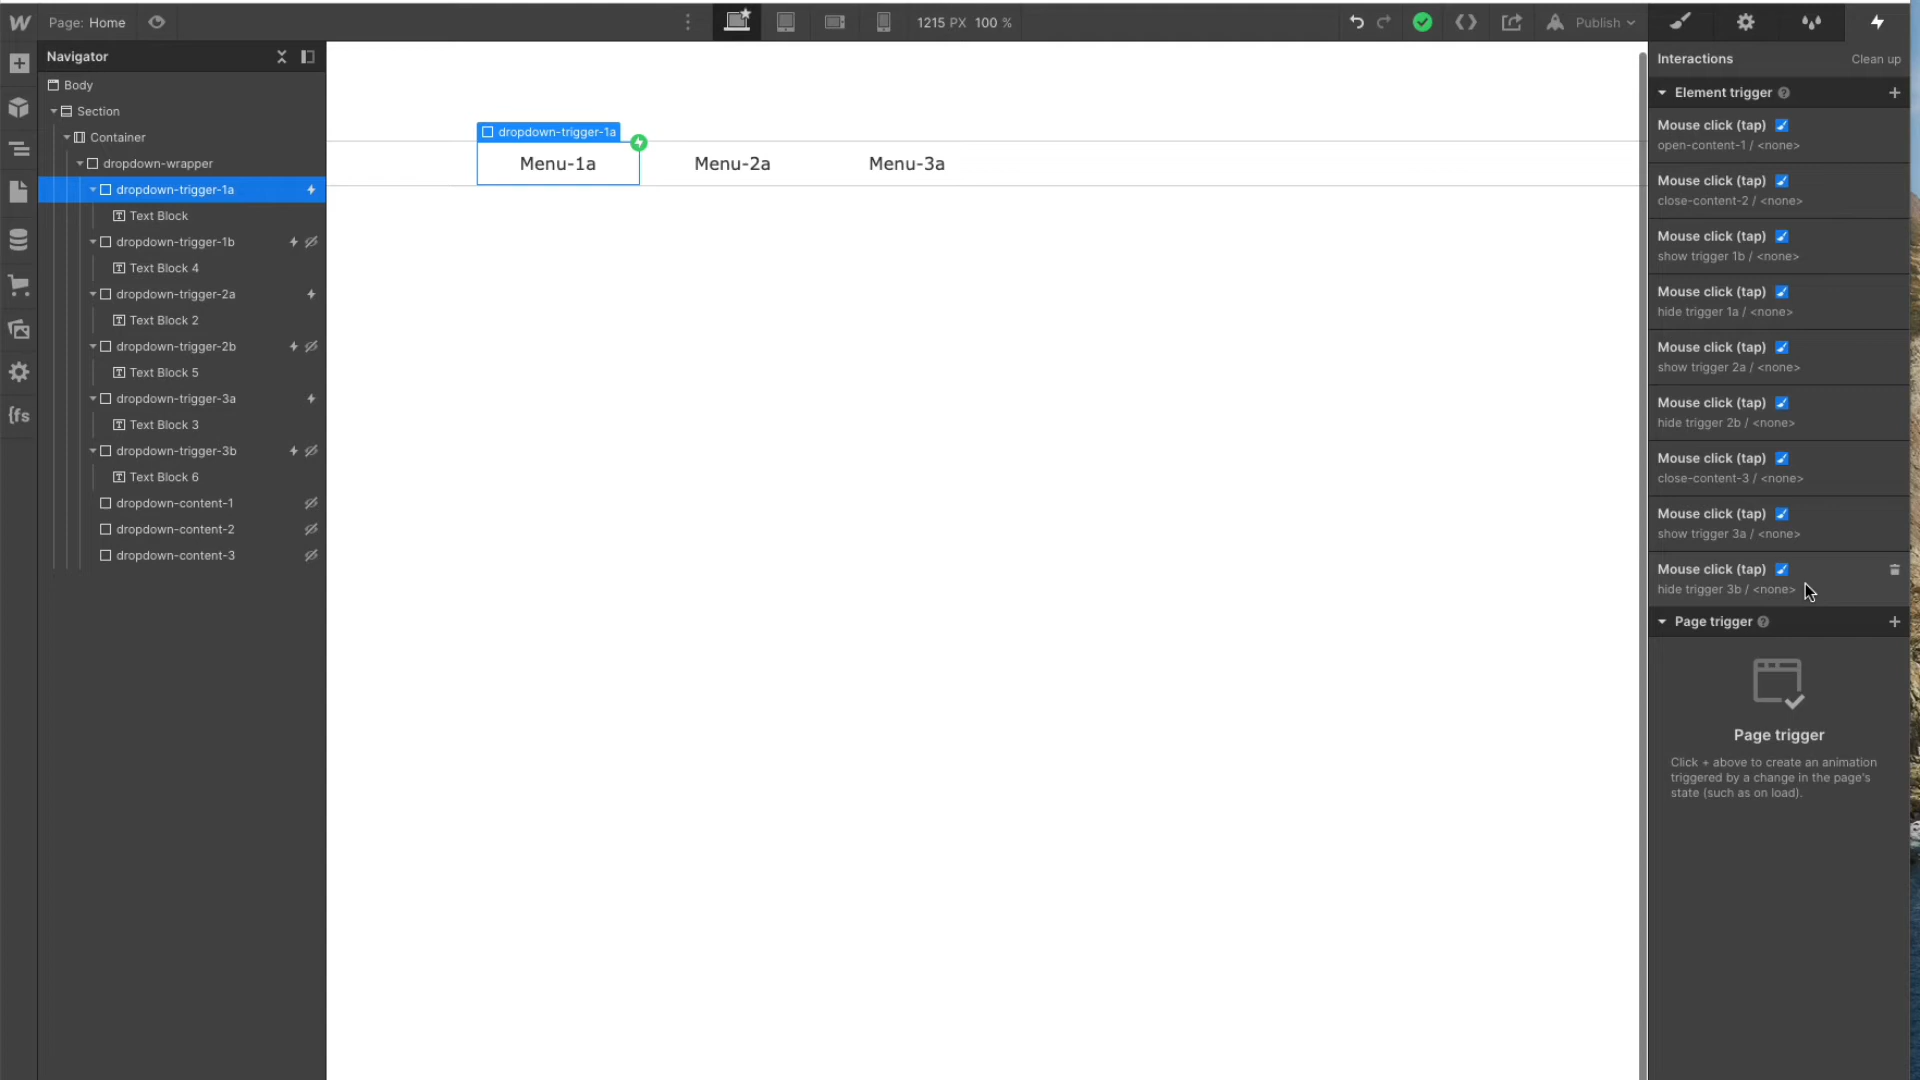 Page: Home
1215 PX 100 %
Publish
Navigator
Body
Section
Container
dropdown-wrapper
dropdown-trigger-1a
Text Block
dropdown-trigger-1b
Text Block 4
dropdown-trigger-2a
Text Block 2
dropdown-trigger-2b
Text Block 5
dropdown-trigger-3a
Text Block 3
dropdown-trigger-3b
Text Block 6
dropdown-content-1
dropdown-content-2
dropdown-content-3
{fs
dropdown-trigger-1a
Menu-1a Menu-2a Menu-3a
Interactions Clean up
Element trigger
Mouse click (tap)
open-content-1 / <none>
Mouse click (tap)
close-content-2 / <none>
Mouse click (tap)
show trigger 1b / <none>
Mouse click (tap)
hide trigger 1a / <none>
Mouse click (tap)
show trigger 2a / <none>
Mouse click (tap)
hide trigger 2b / <none>
Mouse click (tap)
close-content-3 / <none>
Mouse click (tap)
show trigger 3a / <none>
Mouse click (tap)
hide trigger 3b / <none>
Page trigger
Page trigger
Click + above to create an animation
triggered by a change in the page's
state (such as on load).